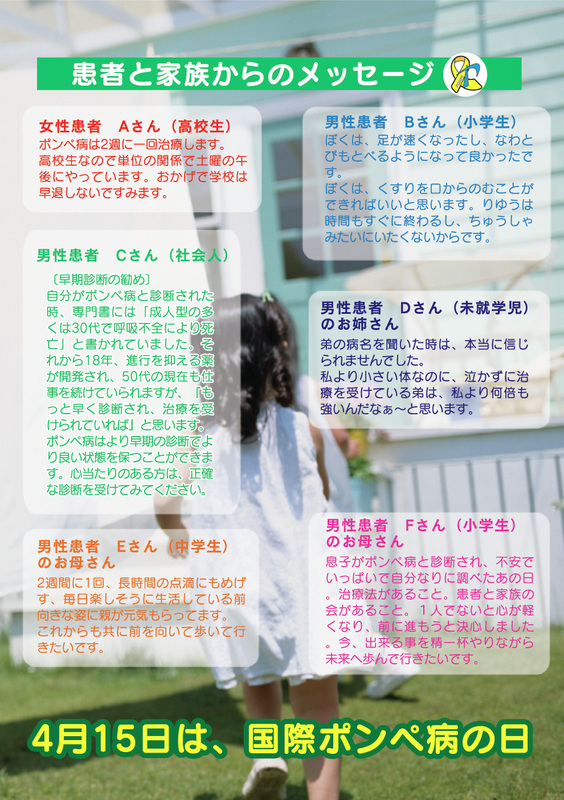 患者と家族からのメッセージ
女性患者　Aさん（高校生）
ポンペ病は2週に一回治療します。
高校生なので単位の関係で土曜の午
後にやっています。おかげで学校は
早退しないですみます。
男性患者　Bさん（小学生）
ぼくは、足が速くなったし、なわと
びもとべるようになって良かったで
す。
ぼくは、くすりを口からのむことが
できればいいと思います。りゆうは
時間もすぐに終わるし、ちゅうしゃ
みたいにいたくないからです。
男性患者　Cさん（社会人）
〔早期診断の勧め〕
自分がポンペ病と診断された
時、専門書には「成人型の多
くは30代で呼吸不全により死
亡」と書かれていました。そ
れから18年、進行を抑える薬
が開発され、50代の現在も仕
事を続けていられますが、「も
っと早く診断され、治療を受
けられていれば」と思います。
ポンペ病はより早期の診断でよ
り良い状態を保つことができま
す。心当たりのある方は、正確
な診断を受けてみてください。
男性患者　Dさん（未就学児）
のお姉さん
弟の病名を聞いた時は、本当に信じ
られませんでした。
私より小さい体なのに、泣かずに治
療を受けている弟は、私より何倍も
強いんだなぁ～と思います。
男性患者　Eさん（中学生）
のお母さん
2週間に1回、長時間の点滴にもめげ
ず、毎日楽しそうに生活している前
向きな姿に親が元気もらってます。
これからも共に前を向いて歩いて行
きたいです。
男性患者　Fさん（小学生）
のお母さん
息子がポンペ病と診断され、不安で
いっぱいで自分なりに調べたあの日
。治療法があること。患者と家族の
会があること。１人でないと心が軽
くなり、前に進もうと決心しました
。今、出来る事を精一杯やりながら
未来へ歩んで行きたいです。
4月15日は、国際ポンペ病の日